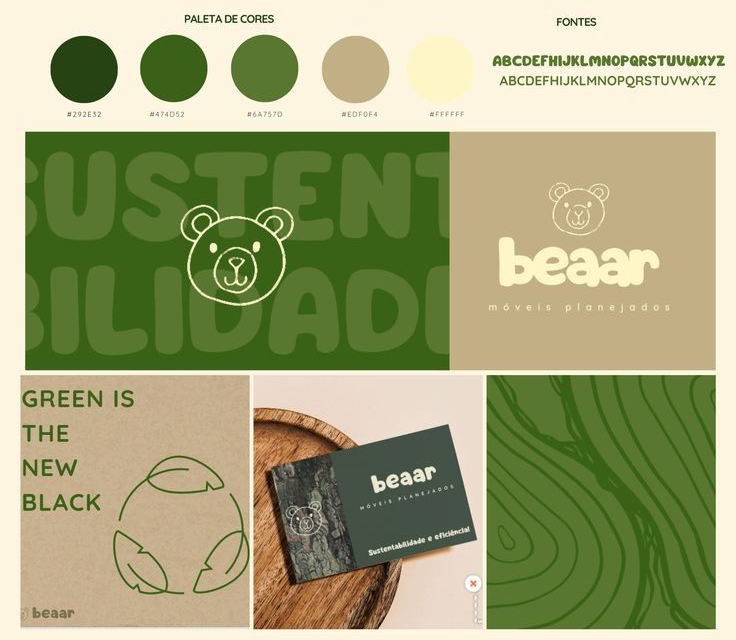 PALETA DE CORES
FONTES
#292E32
#474D52
#6A757D
#EDF0F4
#FFFFFF
ABCDEFHIJKLMNOPQRSTUVWXYZ
ABCDEFHIJKLMNOPQRSTUVWXYZ
SUSTENT
BILIDADE
beaar
móveis planejados
GREEN IS
THE
NEW
BLACK
beaar
beaar
MÓVEIS PLANEJADOS
Sustentabilidade e eficiência!